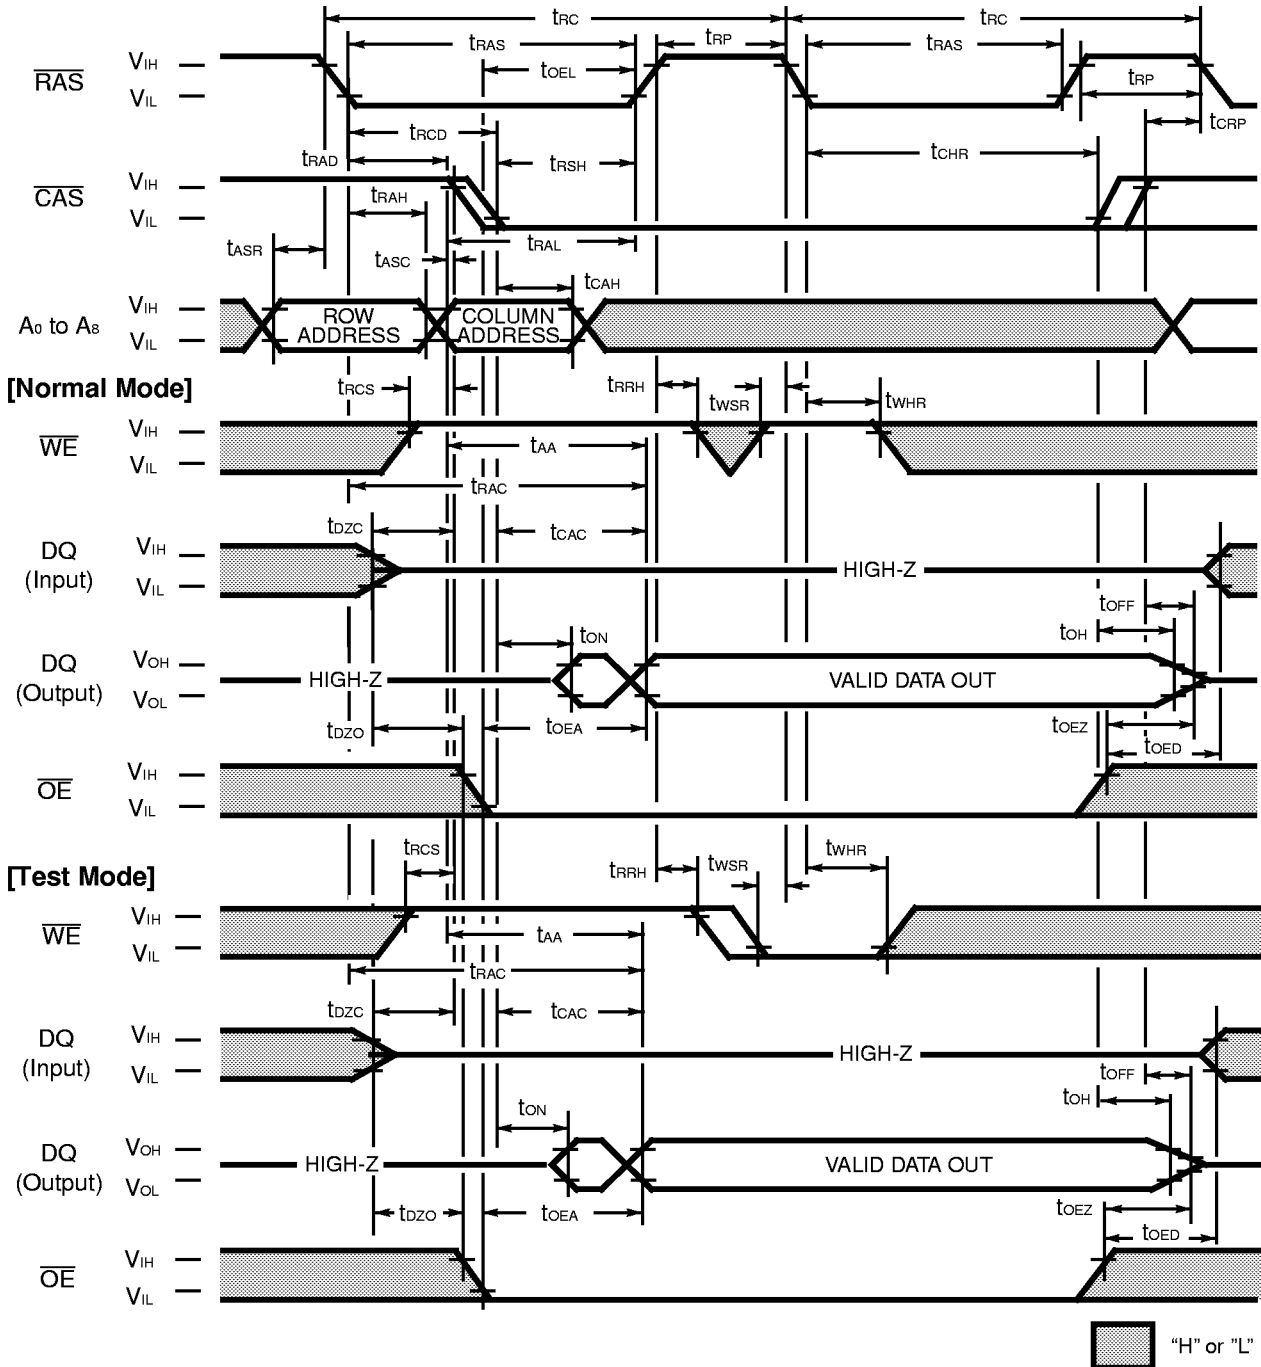 tRC tRC
tRAS tRP tRAS
RAS VIH tOEL tRP
VIL
tRCD tCRP
tRAD tRSH tCHR
CAS VIH
VIL tRAH
tASR tRAL
tASC
tCAH
A0 to A8 VIH ROW COLUMN
VIL ADDRESS ADDRESS
[Normal Mode] tRCS tRRH tWSR tWHR
WE VIH
VIL tAA
tRAC
tDZC tCAC
DQ VIH
(Input) VIL HIGH-Z
tOFF
tON tOH
DQ VOH
(Output) VOL HIGH-Z VALID DATA OUT
tDZO tOEA tOEZ
tOED
OE VIH
VIL
tRCS tRRH tWSR tWHR
[Test Mode]
WE VIH
VIL tAA
tRAC
tDZC tCAC
DQ VIH
(Input) VIL HIGH-Z
tOFF
tON tOH
DQ VOH
(Output) VOL HIGH-Z VALID DATA OUT
tDZO tOEA tOEZ
tOED
OE VIH
VIL
"H" or "L"